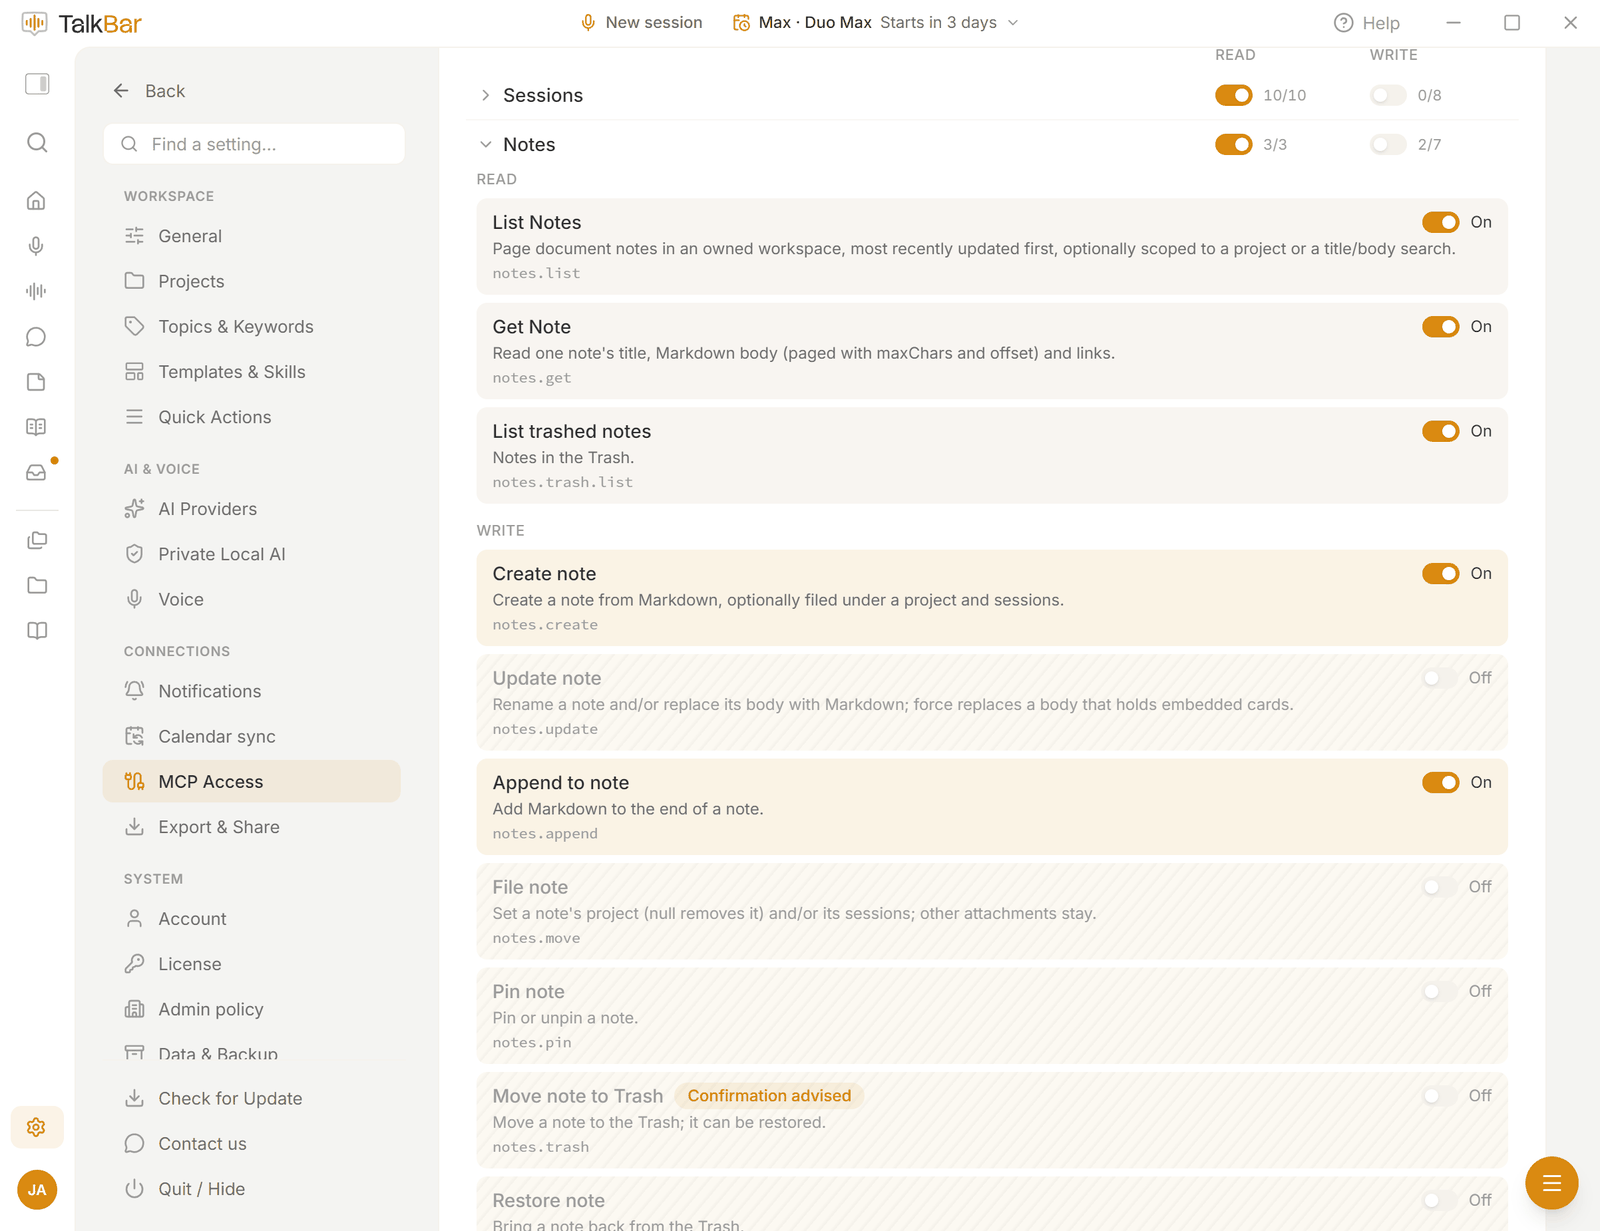 TalkBar
New session
Max · Duo Max Starts in 3 days
Help
Back
Find a setting...
WORKSPACE
General
Projects
Topics & Keywords
Templates & Skills
Quick Actions
AI & VOICE
AI Providers
Private Local AI
Voice
CONNECTIONS
Notifications
Calendar sync
MCP Access
Export & Share
SYSTEM
Account
License
Admin policy
Data & Backup
Check for Update
Contact us
Quit / Hide
JA
READ WRITE
Sessions 10/10 0/8
Notes 3/3 2/7
READ
List Notes On
Page document notes in an owned workspace, most recently updated first, optionally scoped to a project or a title/body search.
notes.list
Get Note On
Read one note's title, Markdown body (paged with maxChars and offset) and links.
notes.get
List trashed notes On
Notes in the Trash.
notes.trash.list
WRITE
Create note On
Create a note from Markdown, optionally filed under a project and sessions.
notes.create
Update note Off
Rename a note and/or replace its body with Markdown; force replaces a body that holds embedded cards.
notes.update
Append to note On
Add Markdown to the end of a note.
notes.append
File note Off
Set a note's project (null removes it) and/or its sessions; other attachments stay.
notes.move
Pin note Off
Pin or unpin a note.
notes.pin
Move note to Trash Confirmation advised Off
Move a note to the Trash; it can be restored.
notes.trash
Restore note Off
Bring a note back from the Trash.